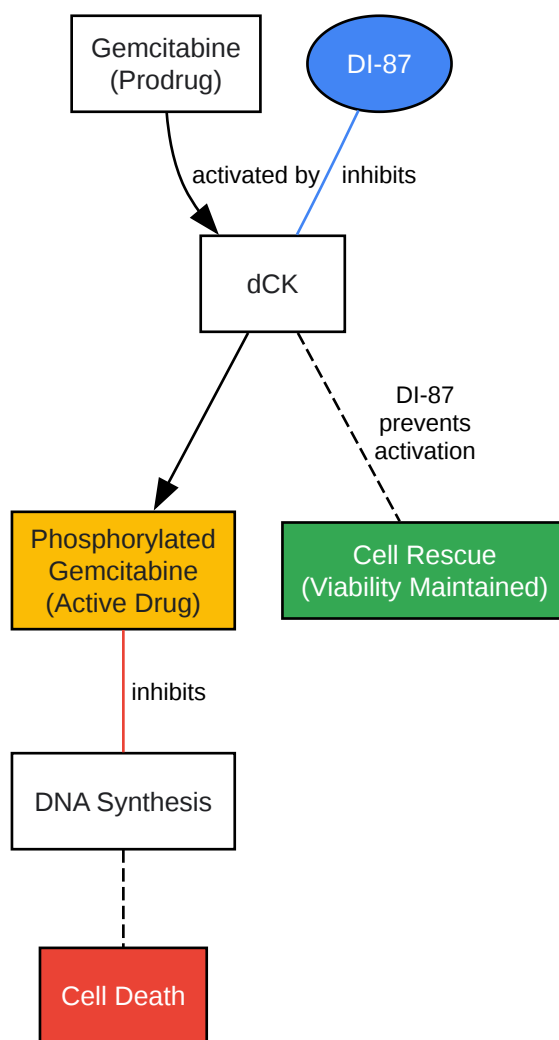 Gemcitabine
(Prodrug)
DI-87
activated by
inhibits
dCK
DI-87
prevents
activation
Phosphorylated
Gemcitabine
(Active Drug)
Cell Rescue
(Viability Maintained)
inhibits
DNA Synthesis
Cell Death